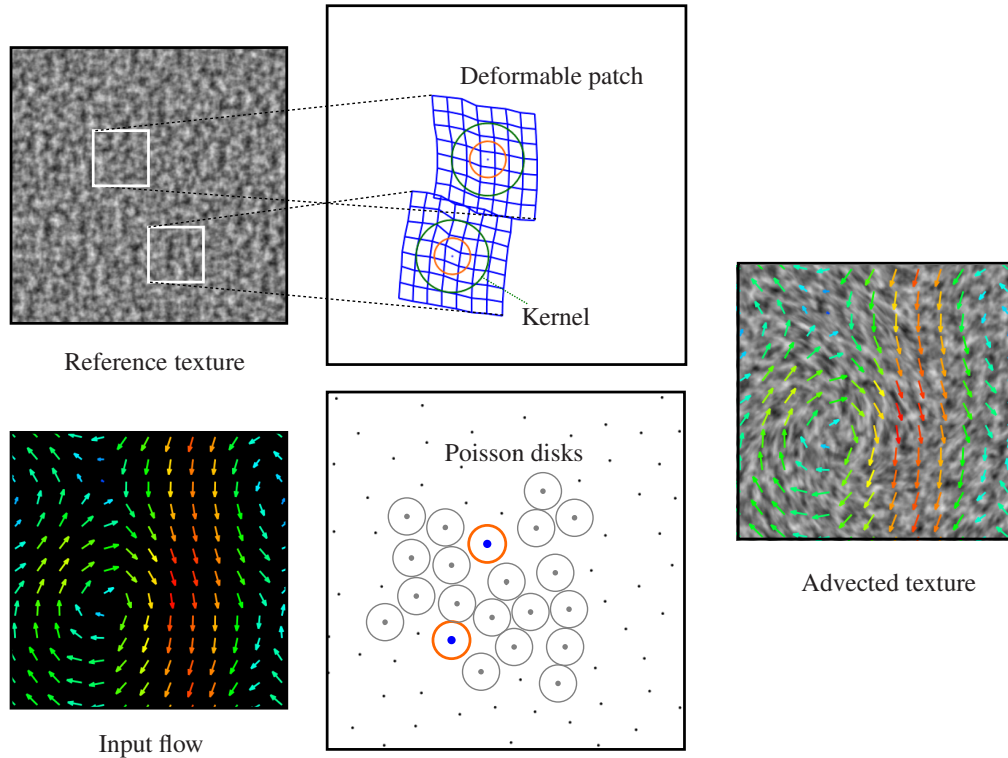 Deformable patch
Kernel
Reference texture
Poisson disks
Advected texture
Input flow